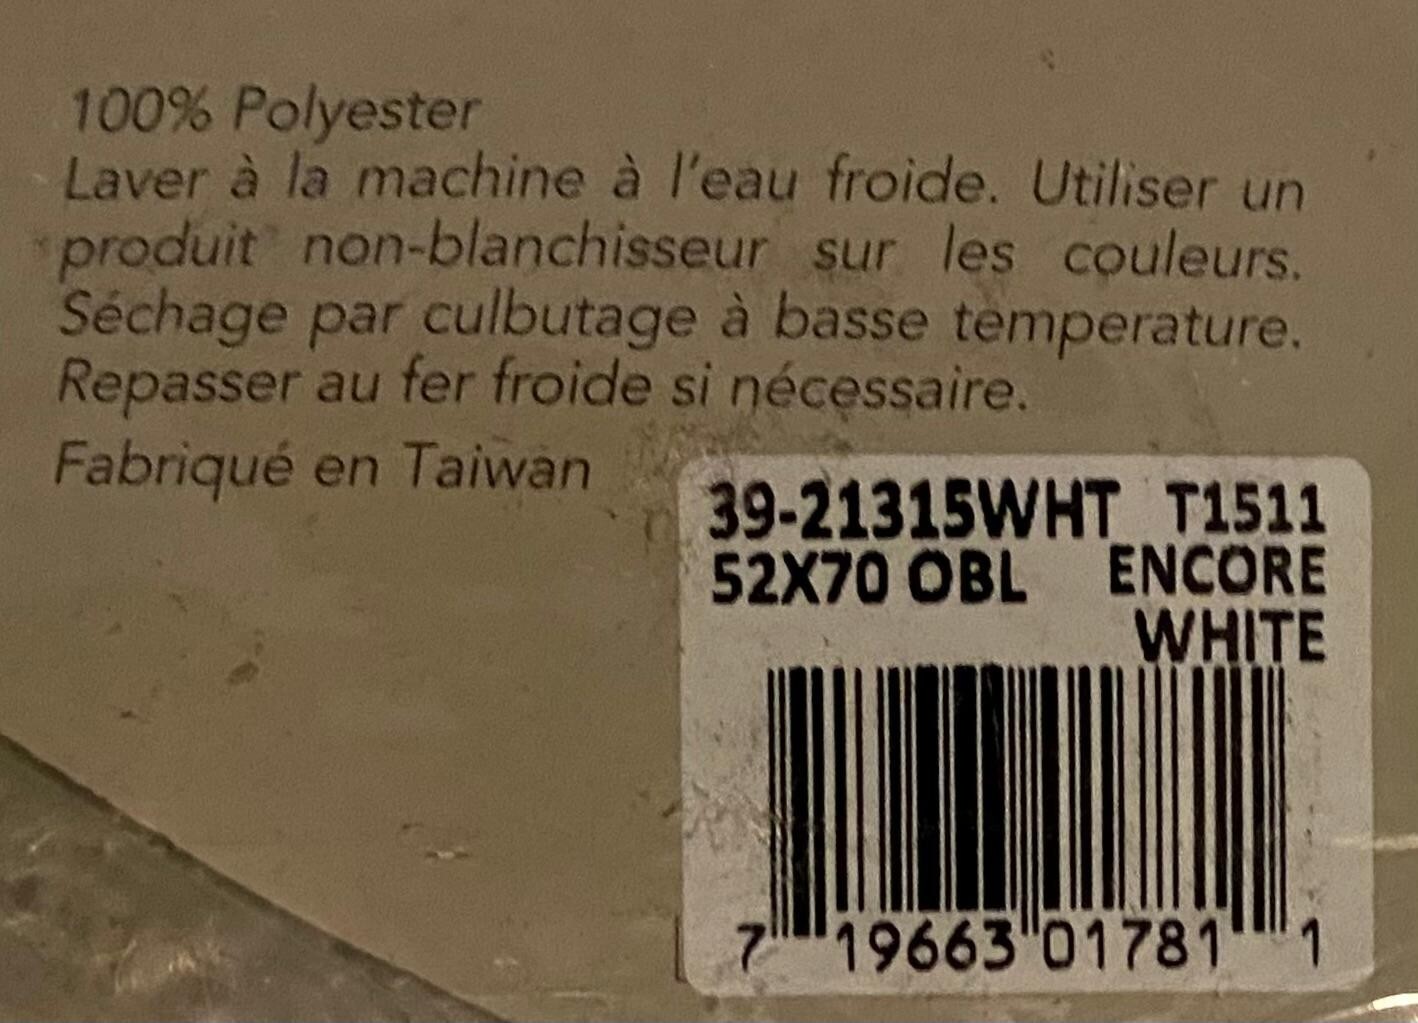 100% Polyester
Laver à la machine à l'eau froide. Utiliser un
produit non-blanchisseur sur les couleurs.
Séchage par culbutage à basse temperature.
Repasser au fer froide si nécessaire.
Fabriqué en Taiwan
39-21315WHT T1511
52X70 OBL ENCORE
WHITE
7 19663 01781 1